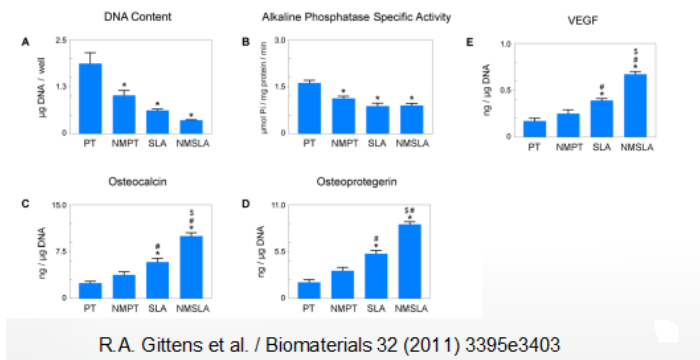 DNA Content
A
2.5
1.3
0
µg DNA / well
* * *
PT NMPT SLA NMSLA
Alkaline Phosphatase Specific Activity
B
3.0
1.5
0
µmol Pi / mg protein / min
* * *
PT NMPT SLA NMSLA
VEGF
E
1.0
0.5
0
ng / µg DNA
$
# #
* *
PT NMPT SLA NMSLA
Osteocalcin
C
15.0
7.5
0
ng / µg DNA
$
# #
* *
PT NMPT SLA NMSLA
Osteoprotegerin
D
11.0
5.5
0
ng / µg DNA
# $#
* *
PT NMPT SLA NMSLA
R.A. Gittens et al. / Biomaterials 32 (2011) 3395e3403